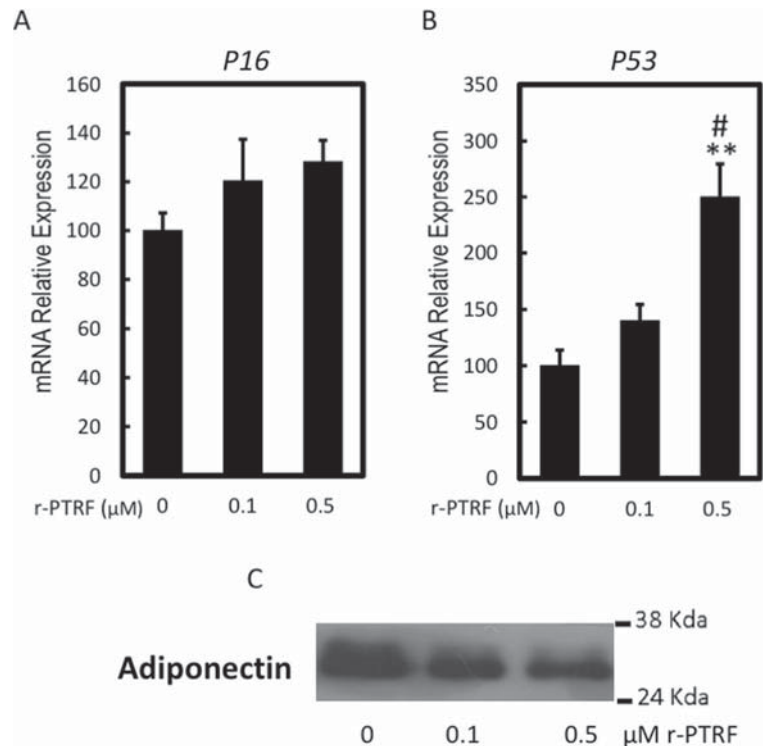 A
P16
mRNA Relative Expression
160
140
120
100
80
60
40
20
0
r-PTRF (µM) 0 0.1 0.5
B
P53
mRNA Relative Expression
350
300
250
200
150
100
50
0
#
**
r-PTRF (µM) 0 0.1 0.5
C
Adiponectin
38 Kda
24 Kda
0 0.1 0.5 µM r-PTRF